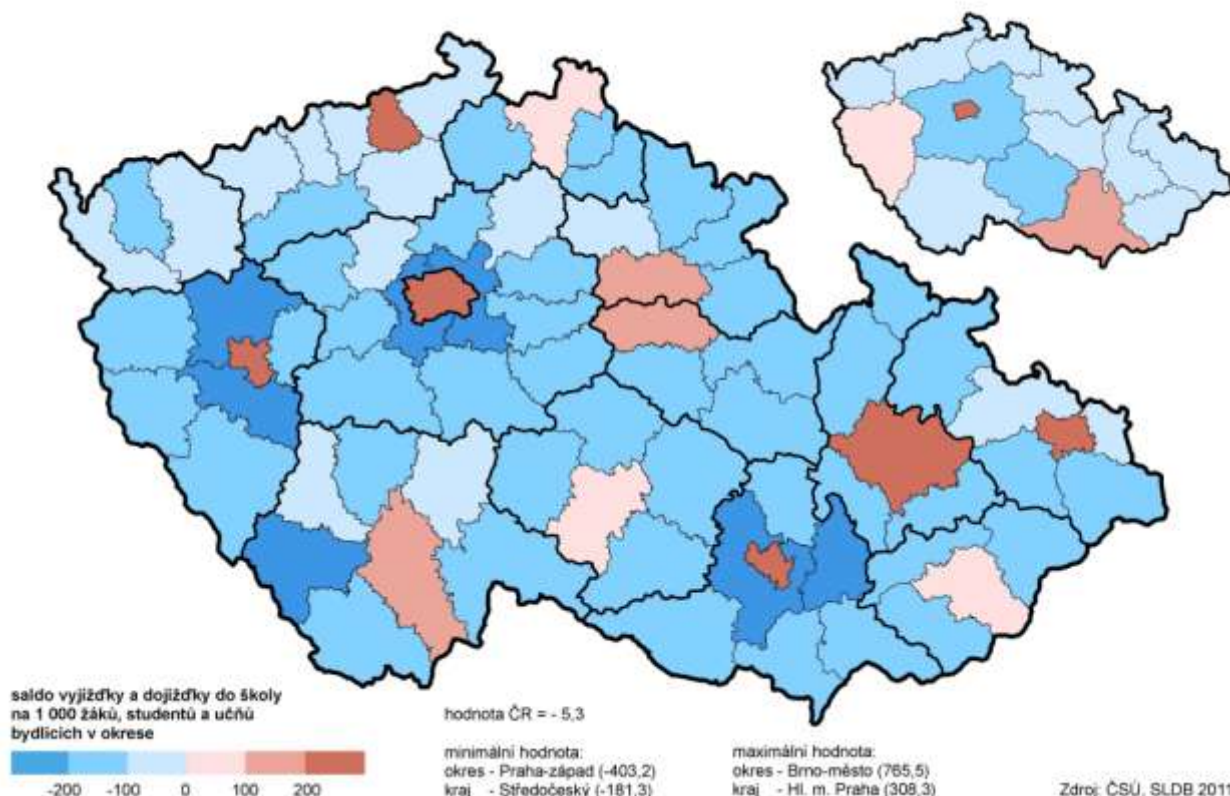 saldo vyjížďky a dojížďky do školy
na 1 000 žáků, studentů a učňů
bydlících v okrese
-200 -100 0 100 200
hodnota ČR = - 5,3
minimální hodnota:
okres - Praha-západ (-403,2)
kraj - Středočeský (-181,3)
maximální hodnota:
okres - Brno-město (765,5)
kraj - Hl. m. Praha (308,3)
Zdroj: ČSÚ, SLDB 2011